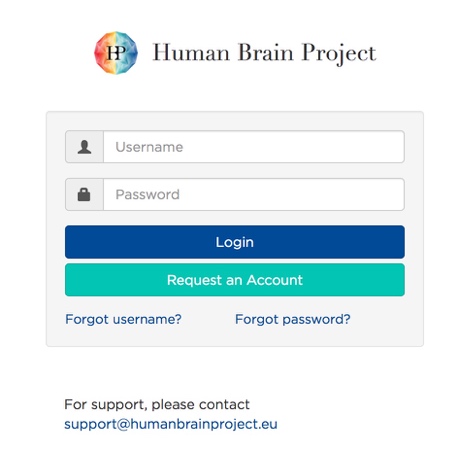 HP Human Brain Project
Username
Password
Login
Request an Account
Forgot username? Forgot password?
For support, please contact
support@humanbrainproject.eu